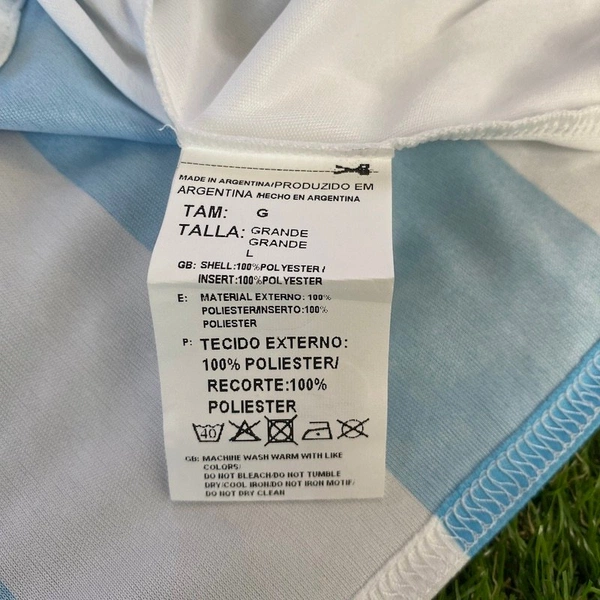 MADE IN ARGENTINA/PRODUZIDO EM
ARGENTINA /HECHO EN ARGENTINA
TAM: G
TALLA: GRANDE
GRANDE
L
GB: SHELL:100%POLYESTER /
INSERT:100%POLYESTER
E: MATERIAL EXTERNO: 100%
POLIESTER/INSERTO:100%
POLIESTER
P: TECIDO EXTERNO:
100% POLIESTER/
RECORTE:100%
POLIESTER
40
GB: MACHINE WASH WARM WITH LIKE
COLORS/
DO NOT BLEACH/DO NOT TUMBLE
DRY/COOL IRON/DO NOT IRON MOTIF/
DO NOT DRY CLEAN